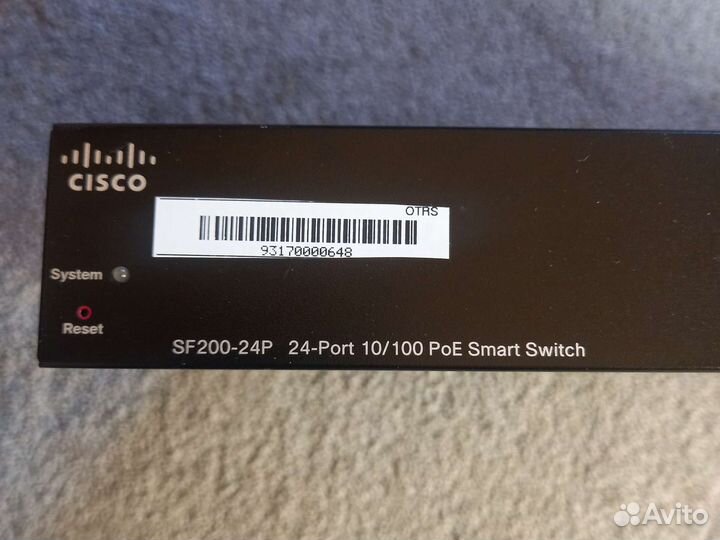 CISCO
OTRS
93170000648
System
Reset
SF200-24P 24-Port 10/100 PoE Smart Switch
Avito